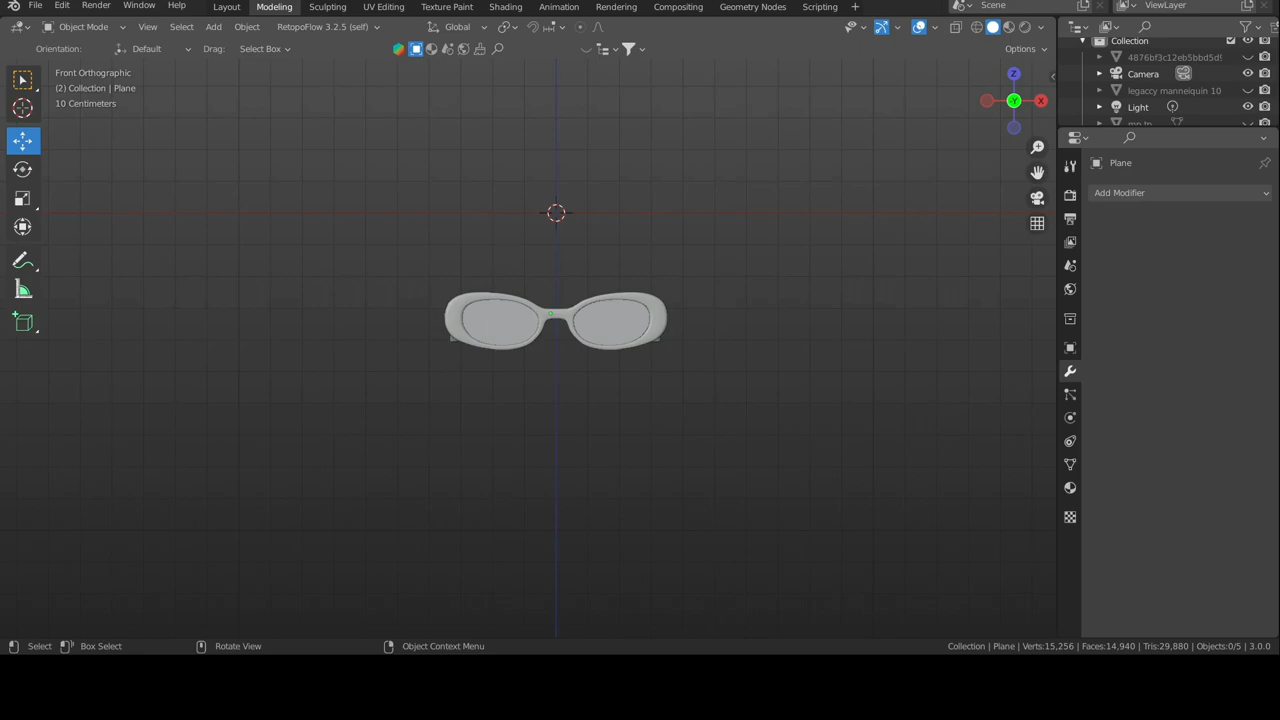 File Edit Render Window Help Layout Modeling Sculpting UV Editing Texture Paint Shading Animation Rendering Compositing Geometry Nodes Scripting + Scene ViewLayer
Object Mode View Select Add Object RetopoFlow 3.2.5 (self) Global
Orientation: Default Drag: Select Box Options
Collection
4876bf3c12eb5bbd5d9
Camera
legaccy mannequin 10
Light
Front Orthographic
(2) Collection | Plane
10 Centimeters
Z
-Y
X
Plane
Add Modifier
Select Box Select Rotate View Object Context Menu Collection | Plane | Verts:15,256 | Faces:14,940 | Tris:29,880 | Objects:0/5 | 3.0.0